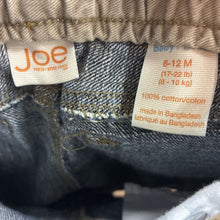 Joe
FRESH STYLE
Baby
6-12 M
(17-22 lb)
(8 - 10 kg)
100% cotton/coton
made in Bangladesh
fabriqué au Bangladesh